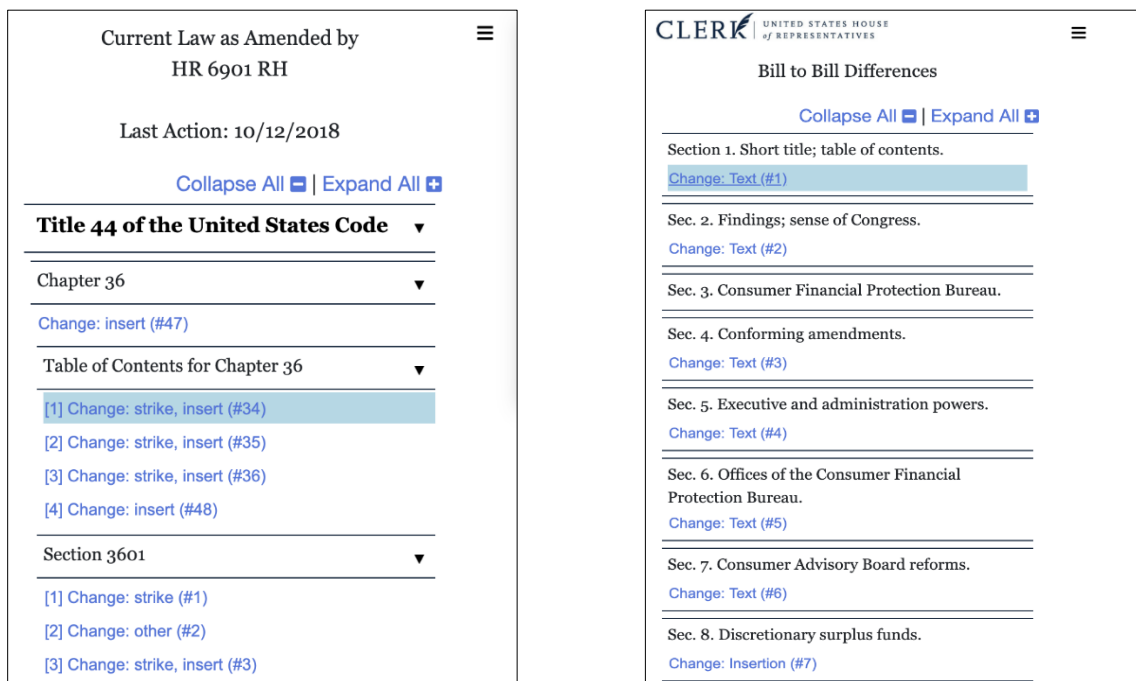 Current Law as Amended by
HR 6901 RH
Last Action: 10/12/2018
Collapse All | Expand All
Title 44 of the United States Code
Chapter 36
Change: insert (#47)
Table of Contents for Chapter 36
[1] Change: strike, insert (#34)
[2] Change: strike, insert (#35)
[3] Change: strike, insert (#36)
[4] Change: insert (#48)
Section 3601
[1] Change: strike (#1)
[2] Change: other (#2)
[3] Change: strike, insert (#3)
CLERK UNITED STATES HOUSE
of REPRESENTATIVES
Bill to Bill Differences
Collapse All | Expand All
Section 1. Short title; table of contents.
Change: Text (#1)
Sec. 2. Findings; sense of Congress.
Change: Text (#2)
Sec. 3. Consumer Financial Protection Bureau.
Sec. 4. Conforming amendments.
Change: Text (#3)
Sec. 5. Executive and administration powers.
Change: Text (#4)
Sec. 6. Offices of the Consumer Financial
Protection Bureau.
Change: Text (#5)
Sec. 7. Consumer Advisory Board reforms.
Change: Text (#6)
Sec. 8. Discretionary surplus funds.
Change: Insertion (#7)